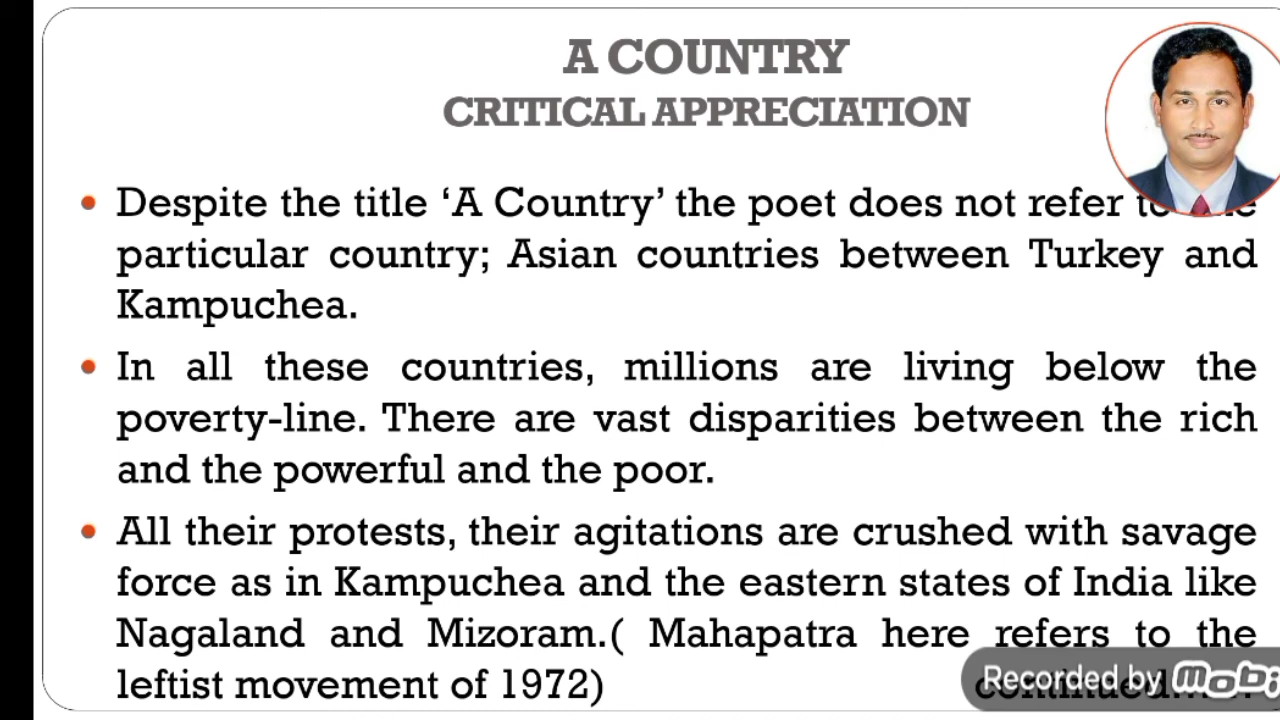 A COUNTRY
CRITICAL APPRECIATION
• Despite the title ‘A Country’ the poet does not refer to
particular country; Asian countries between Turkey and
Kampuchea.
• In all these countries, millions are living below the
poverty-line. There are vast disparities between the rich
and the powerful and the poor.
• All their protests, their agitations are crushed with savage
force as in Kampuchea and the eastern states of India like
Nagaland and Mizoram.( Mahapatra here refers to the
leftist movement of 1972)
continued....
Recorded by